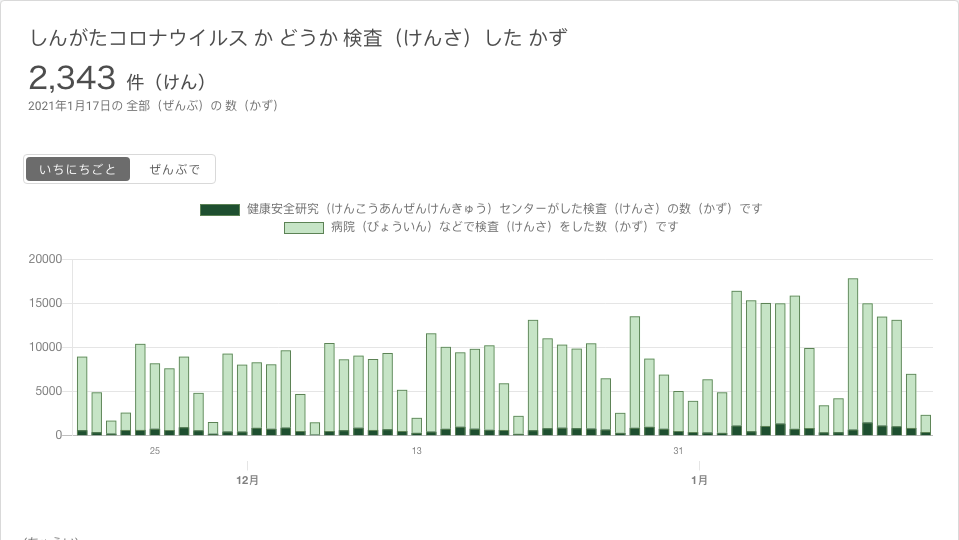 しんがたコロナウイルス か どうか 検査（けんさ）した かず
2,343 件（けん）
2021年1月17日の 全部（ぜんぶ）の 数（かず）
いちにちごと ぜんぶで
健康安全研究（けんこうあんぜんけんきゅう）センターがした検査（けんさ）の数（かず）です
病院（びょういん）などで検査（けんさ）をした数（かず）です
20000
15000
10000
5000
0
25 13 31
12月 1月